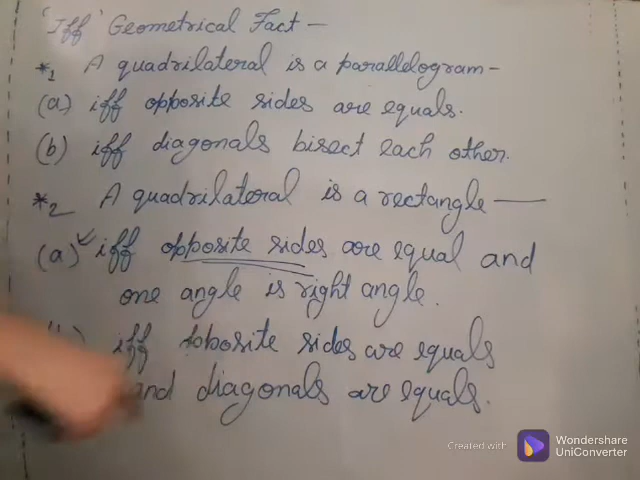 'Iff' Geometrical Fact —
*1 A quadrilateral is a parallelogram –
(a) iff opposite sides are equals.
(b) iff diagonals bisect each other.
*2 A quadrilateral is a rectangle —
(a) iff opposite sides are equal and
one angle is right angle.
iff opposite sides are equals
and diagonals are equals.
Created with Wondershare UniConverter